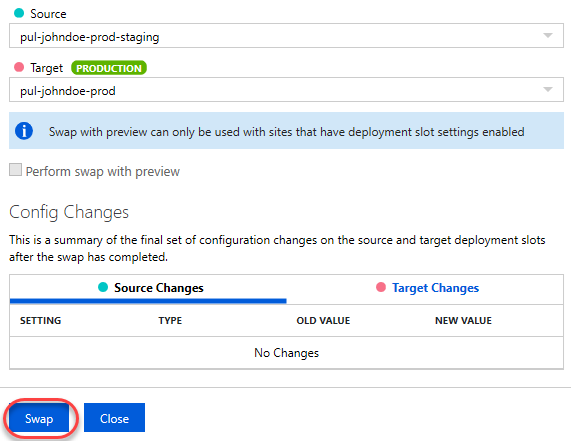 Source
pul-johndoe-prod-staging
Target PRODUCTION
pul-johndoe-prod
i Swap with preview can only be used with sites that have deployment slot settings enabled
Perform swap with preview
Config Changes
This is a summary of the final set of configuration changes on the source and target deployment slots
after the swap has completed.
Source Changes Target Changes
SETTING TYPE OLD VALUE NEW VALUE
No Changes
Swap Close